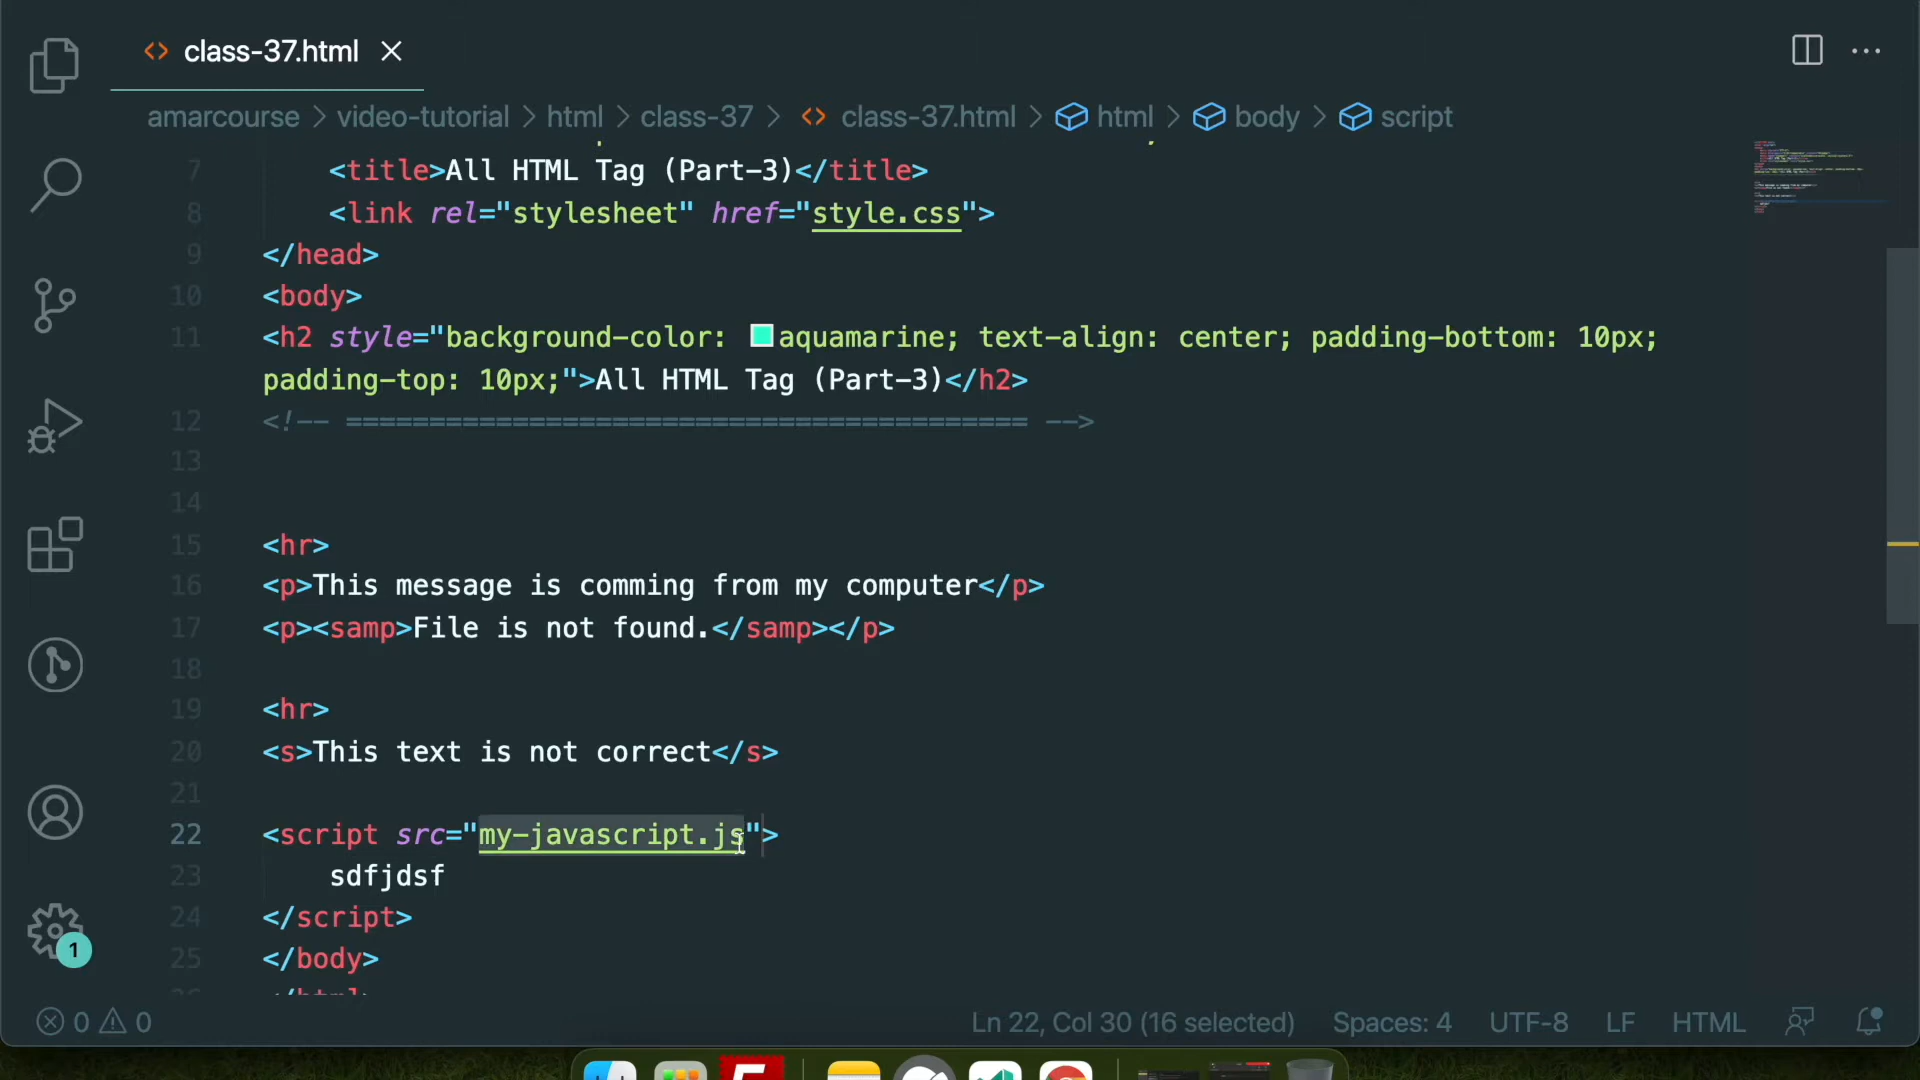 class-37.html
amarcourse > video-tutorial > html > class-37 > class-37.html > html > body > script
7 <title>All HTML Tag (Part-3)</title>
8 <link rel="stylesheet" href="style.css">
9 </head>
10 <body>
11 <h2 style="background-color: aquamarine; text-align: center; padding-bottom: 10px;
padding-top: 10px;">All HTML Tag (Part-3)</h2>
12 <!-- ========================================= -->
13
14
15 <hr>
16 <p>This message is comming from my computer</p>
17 <p><samp>File is not found.</samp></p>
18
19 <hr>
20 <s>This text is not correct</s>
21
22 <script src="my-javascript.js">
23 sdfjdsf
24 </script>
25 </body>
1
0 0 Ln 22, Col 30 (16 selected) Spaces: 4 UTF-8 LF HTML